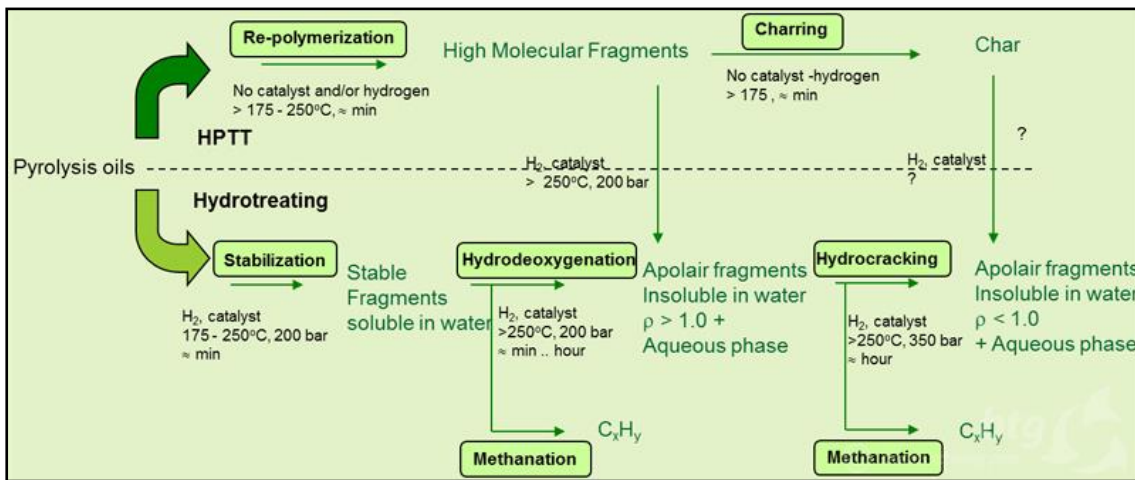 Re-polymerization
High Molecular Fragments
Charring
Char
No catalyst and/or hydrogen
> 175 - 250°C, ≈ min
No catalyst -hydrogen
> 175 , ≈ min
HPTT
?
Pyrolysis oils
H₂, catalyst
> 250°C, 200 bar
H₂, catalyst
?
Hydrotreating
Stabilization
Stable
Fragments
soluble in water
Hydrodeoxygenation
Apolair fragments
Insoluble in water
ρ > 1.0 +
Aqueous phase
Hydrocracking
Apolair fragments
Insoluble in water
ρ < 1.0
+ Aqueous phase
H₂, catalyst
175 - 250°C, 200 bar
≈ min
H₂, catalyst
>250°C, 200 bar
≈ min .. hour
H₂, catalyst
>250°C, 350 bar
≈ hour
CₓHᵧ
Methanation
CₓHᵧ
Methanation
btg